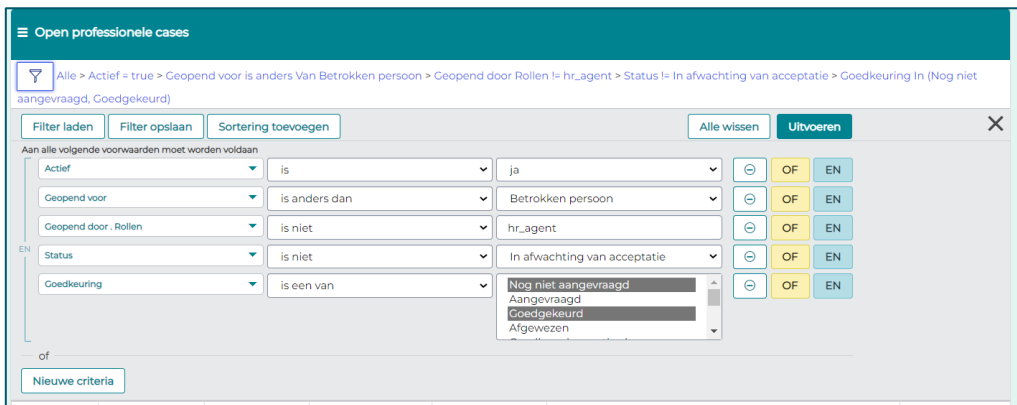 ≡ Open professionele cases
Alle > Actief = true > Geopend voor is anders Van Betrokken persoon > Geopend door Rollen != hr_agent > Status != In afwachting van acceptatie > Goedkeuring In (Nog niet
aangevraagd, Goedgekeurd)
Filter laden Filter opslaan Sortering toevoegen Alle wissen Uitvoeren
Aan alle volgende voorwaarden moet worden voldaan
Actief is ja OF EN
Geopend voor is anders dan Betrokken persoon OF EN
Geopend door . Rollen is niet hr_agent OF EN
EN
Status is niet In afwachting van acceptatie OF EN
Goedkeuring is een van Nog niet aangevraagd OF EN
Aangevraagd
Goedgekeurd
Afgewezen
of
Nieuwe criteria